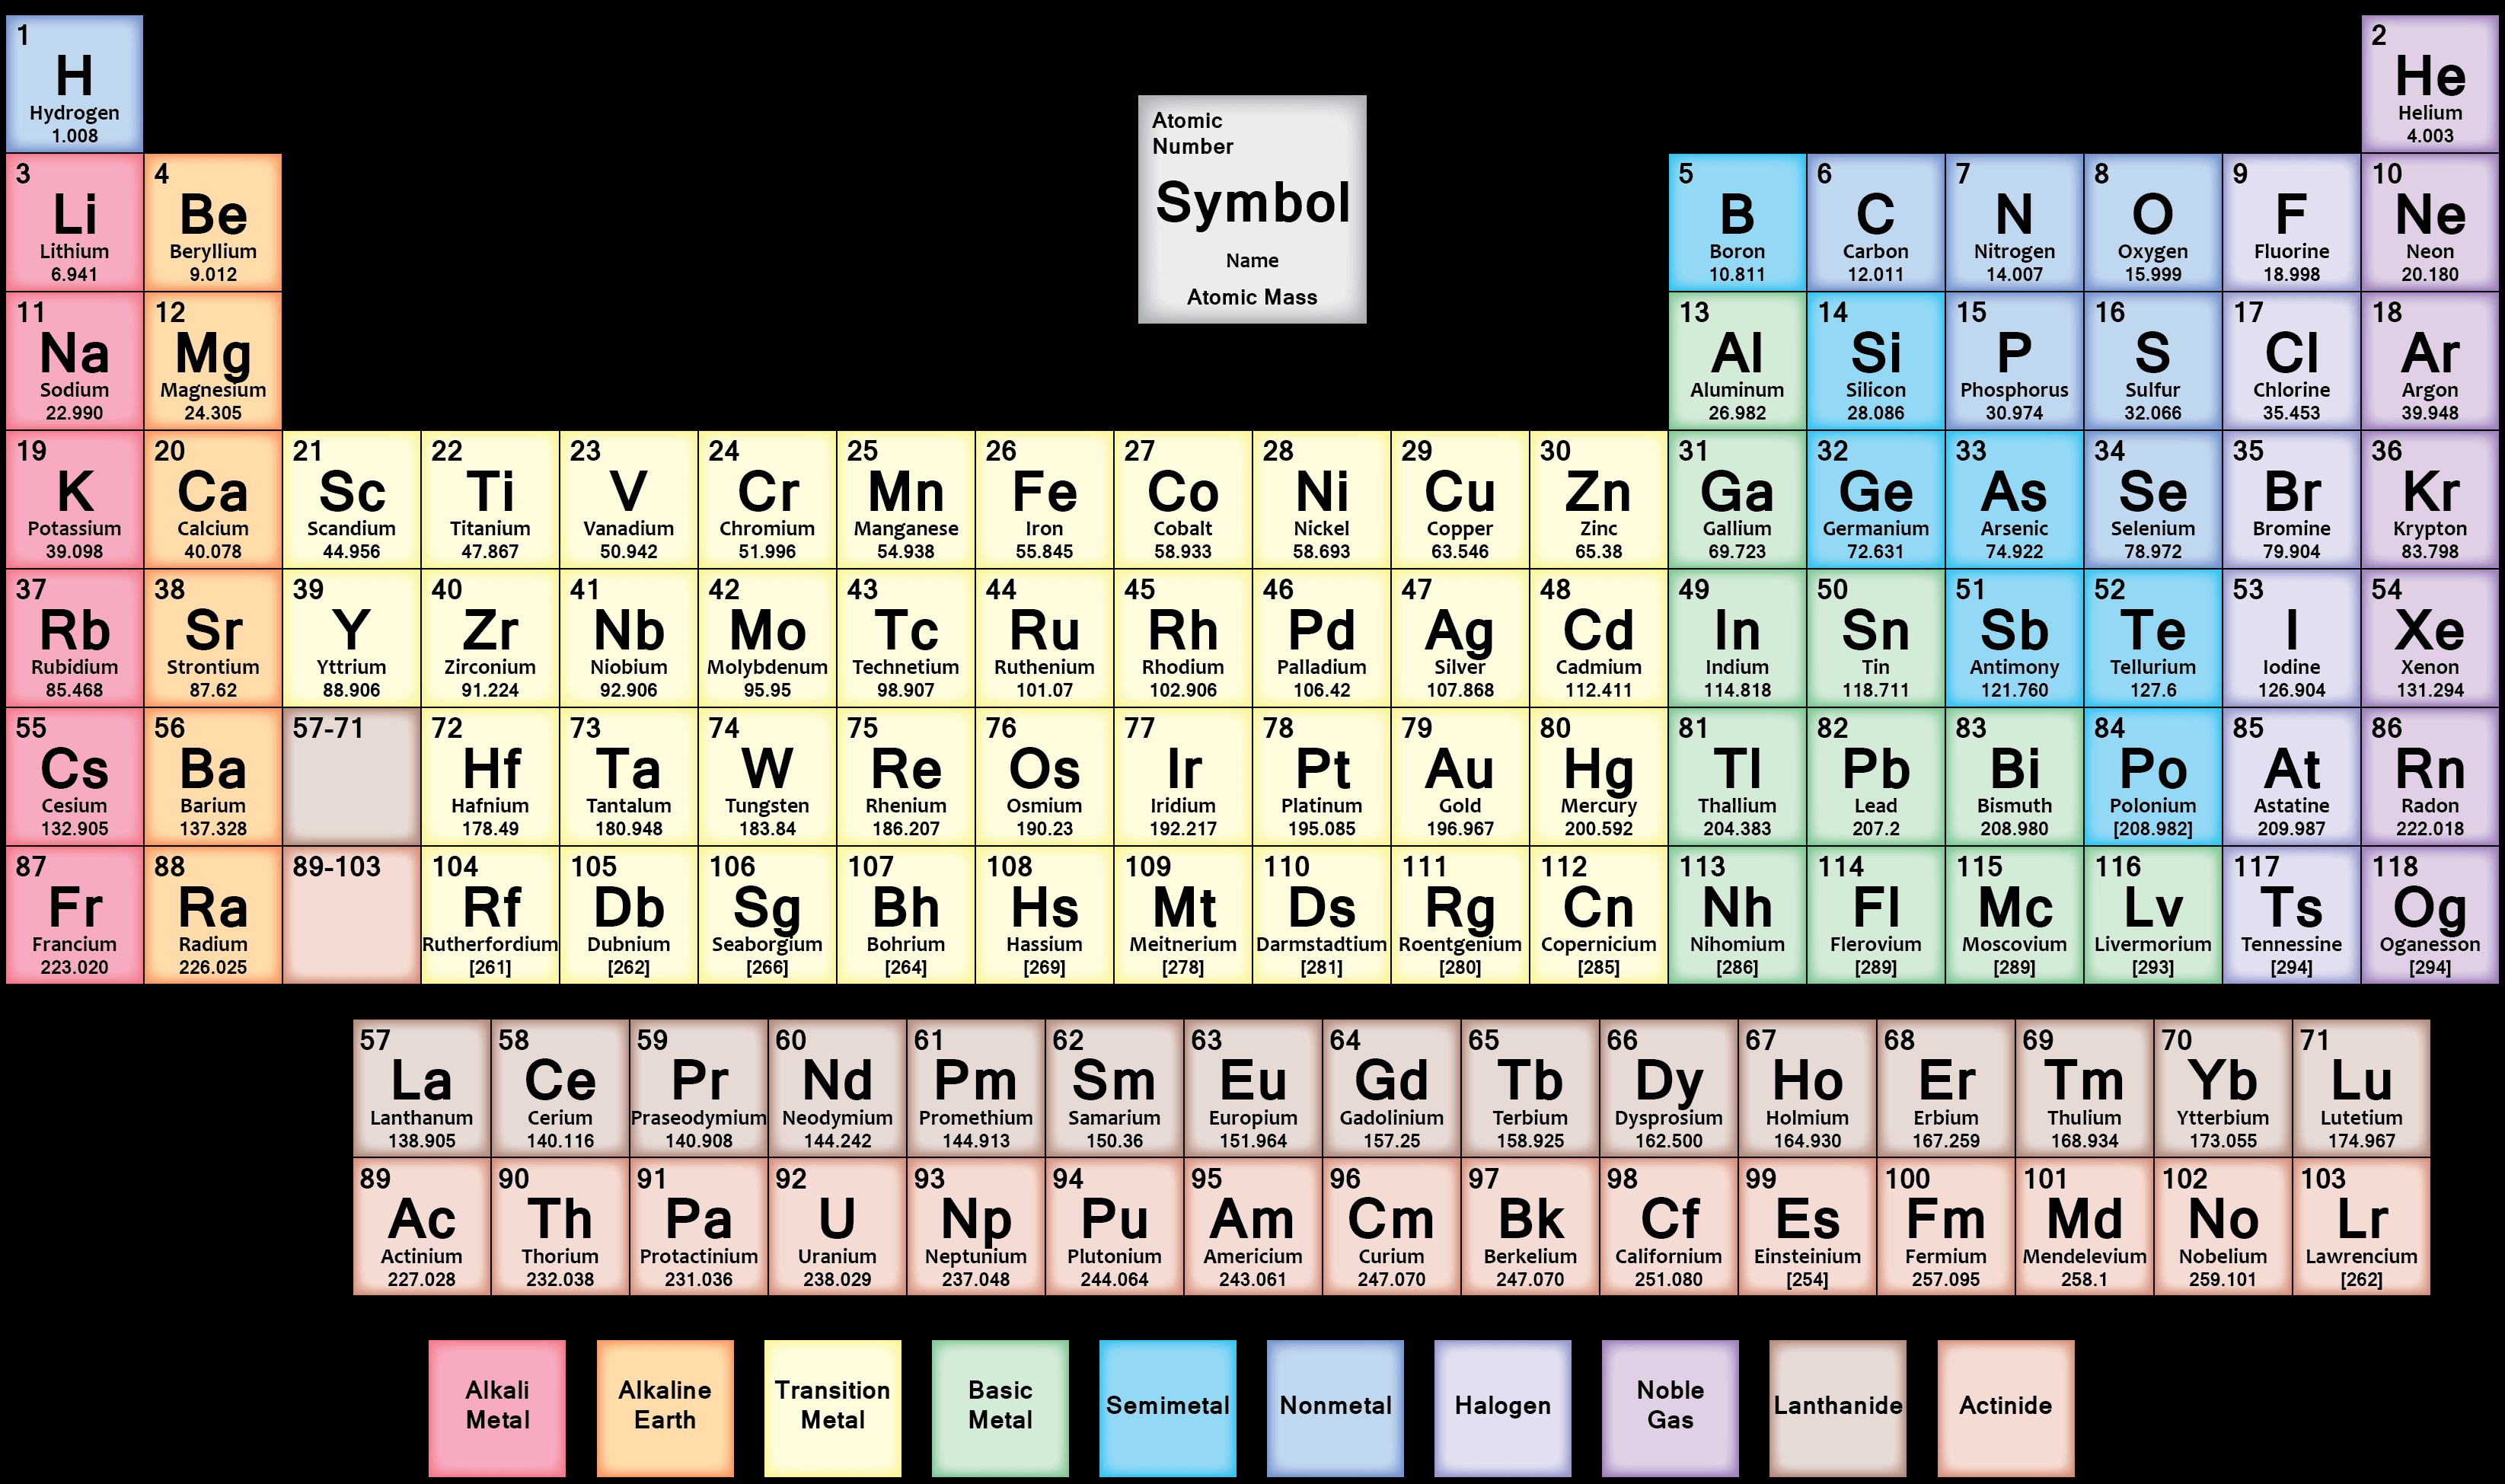 1
H
Hydrogen
1.008
2
He
Helium
4.003
Atomic
Number
Symbol
Name
Atomic Mass
3
Li
Lithium
6.941
4
Be
Beryllium
9.012
5
B
Boron
10.811
6
C
Carbon
12.011
7
N
Nitrogen
14.007
8
O
Oxygen
15.999
9
F
Fluorine
18.998
10
Ne
Neon
20.180
11
Na
Sodium
22.990
12
Mg
Magnesium
24.305
13
Al
Aluminum
26.982
14
Si
Silicon
28.086
15
P
Phosphorus
30.974
16
S
Sulfur
32.066
17
Cl
Chlorine
35.453
18
Ar
Argon
39.948
19
K
Potassium
39.098
20
Ca
Calcium
40.078
21
Sc
Scandium
44.956
22
Ti
Titanium
47.867
23
V
Vanadium
50.942
24
Cr
Chromium
51.996
25
Mn
Manganese
54.938
26
Fe
Iron
55.845
27
Co
Cobalt
58.933
28
Ni
Nickel
58.693
29
Cu
Copper
63.546
30
Zn
Zinc
65.38
31
Ga
Gallium
69.723
32
Ge
Germanium
72.631
33
As
Arsenic
74.922
34
Se
Selenium
78.972
35
Br
Bromine
79.904
36
Kr
Krypton
83.798
37
Rb
Rubidium
85.468
38
Sr
Strontium
87.62
39
Y
Yttrium
88.906
40
Zr
Zirconium
91.224
41
Nb
Niobium
92.906
42
Mo
Molybdenum
95.95
43
Tc
Technetium
98.907
44
Ru
Ruthenium
101.07
45
Rh
Rhodium
102.906
46
Pd
Palladium
106.42
47
Ag
Silver
107.868
48
Cd
Cadmium
112.411
49
In
Indium
114.818
50
Sn
Tin
118.711
51
Sb
Antimony
121.760
52
Te
Tellurium
127.6
53
I
Iodine
126.904
54
Xe
Xenon
131.294
55
Cs
Cesium
132.905
56
Ba
Barium
137.328
57-71
72
Hf
Hafnium
178.49
73
Ta
Tantalum
180.948
74
W
Tungsten
183.84
75
Re
Rhenium
186.207
76
Os
Osmium
190.23
77
Ir
Iridium
192.217
78
Pt
Platinum
195.085
79
Au
Gold
196.967
80
Hg
Mercury
200.592
81
Tl
Thallium
204.383
82
Pb
Lead
207.2
83
Bi
Bismuth
208.980
84
Po
Polonium
[208.982]
85
At
Astatine
209.987
86
Rn
Radon
222.018
87
Fr
Francium
223.020
88
Ra
Radium
226.025
89-103
104
Rf
Rutherfordium
[261]
105
Db
Dubnium
[262]
106
Sg
Seaborgium
[266]
107
Bh
Bohrium
[264]
108
Hs
Hassium
[269]
109
Mt
Meitnerium
[278]
110
Ds
Darmstadtium
[281]
111
Rg
Roentgenium
[280]
112
Cn
Copernicium
[285]
113
Nh
Nihomium
[286]
114
Fl
Flerovium
[289]
115
Mc
Moscovium
[289]
116
Lv
Livermorium
[293]
117
Ts
Tennessine
[294]
118
Og
Oganesson
[294]
57
La
Lanthanum
138.905
58
Ce
Cerium
140.116
59
Pr
Praseodymium
140.908
60
Nd
Neodymium
144.242
61
Pm
Promethium
144.913
62
Sm
Samarium
150.36
63
Eu
Europium
151.964
64
Gd
Gadolinium
157.25
65
Tb
Terbium
158.925
66
Dy
Dysprosium
162.500
67
Ho
Holmium
164.930
68
Er
Erbium
167.259
69
Tm
Thulium
168.934
70
Yb
Ytterbium
173.055
71
Lu
Lutetium
174.967
89
Ac
Actinium
227.028
90
Th
Thorium
232.038
91
Pa
Protactinium
231.036
92
U
Uranium
238.029
93
Np
Neptunium
237.048
94
Pu
Plutonium
244.064
95
Am
Americium
243.061
96
Cm
Curium
247.070
97
Bk
Berkelium
247.070
98
Cf
Californium
251.080
99
Es
Einsteinium
[254]
100
Fm
Fermium
257.095
101
Md
Mendelevium
258.1
102
No
Nobelium
259.101
103
Lr
Lawrencium
[262]
Alkali
Metal
Alkaline
Earth
Transition
Metal
Basic
Metal
Semimetal
Nonmetal
Halogen
Noble
Gas
Lanthanide
Actinide